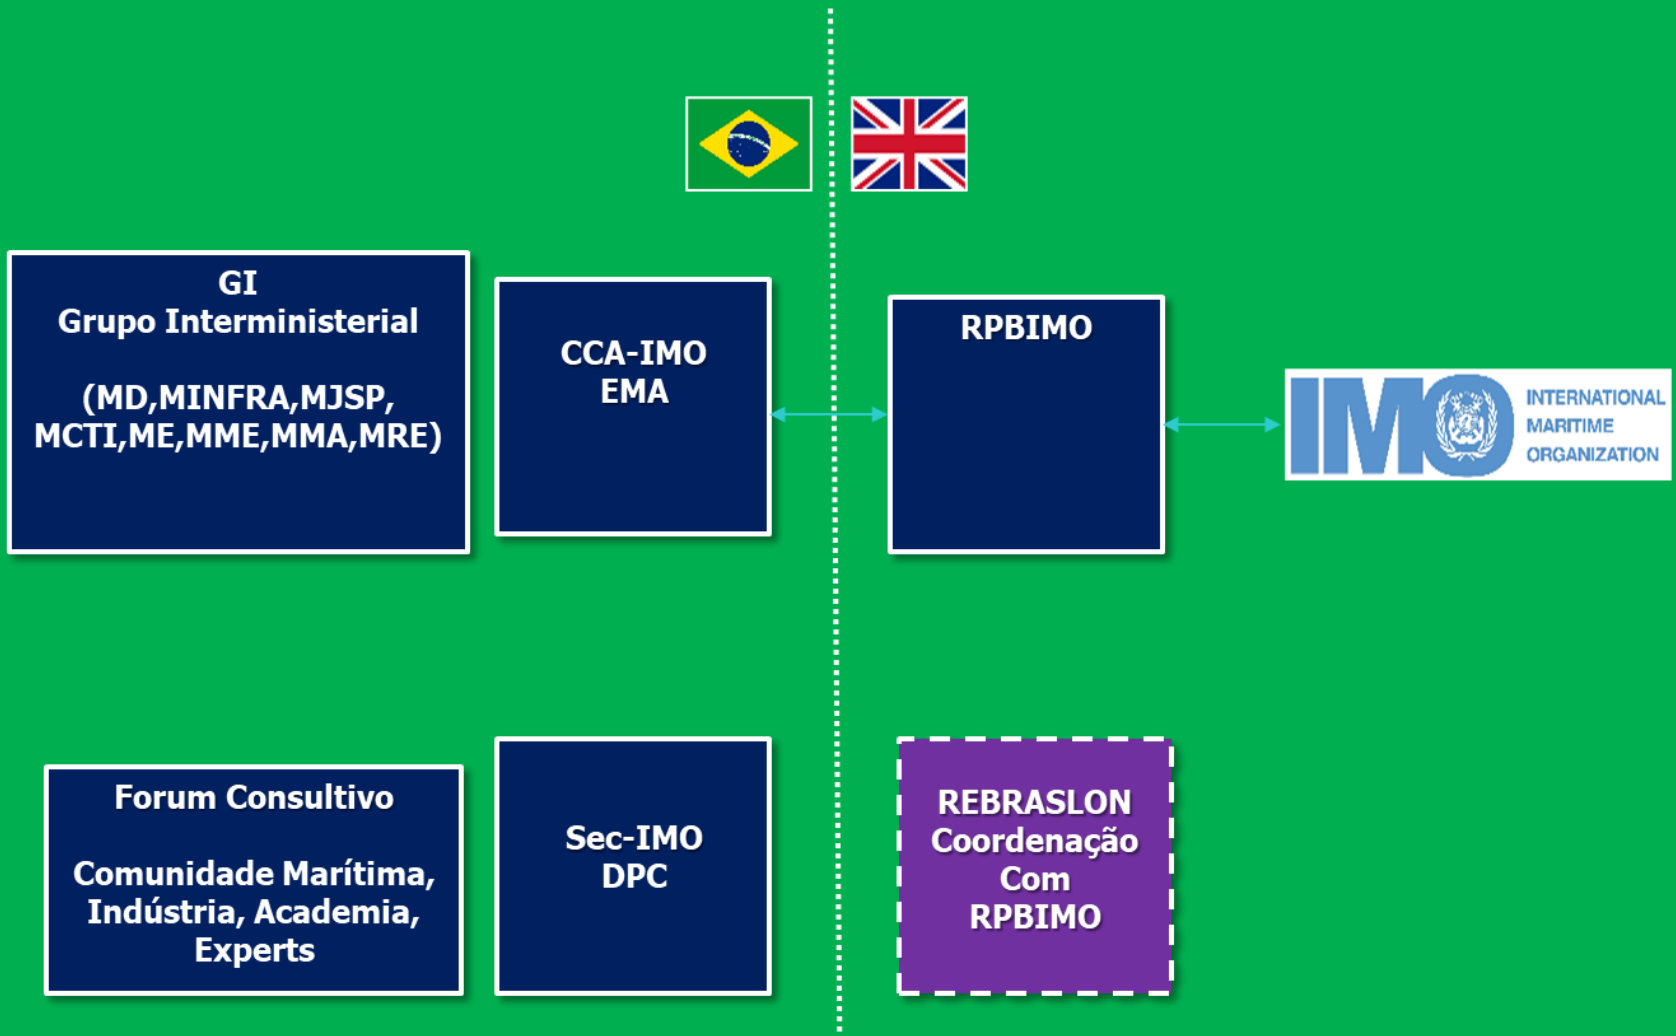 GI
Grupo Interministerial
(MD,MINFRA,MJSP,
MCTI,ME,MME,MMA,MRE)
CCA-IMO
EMA
RPBIMO
IMO
INTERNATIONAL
MARITIME
ORGANIZATION
Forum Consultivo
Comunidade Marítima,
Indústria, Academia,
Experts
Sec-IMO
DPC
REBRASLON
Coordenação
Com
RPBIMO